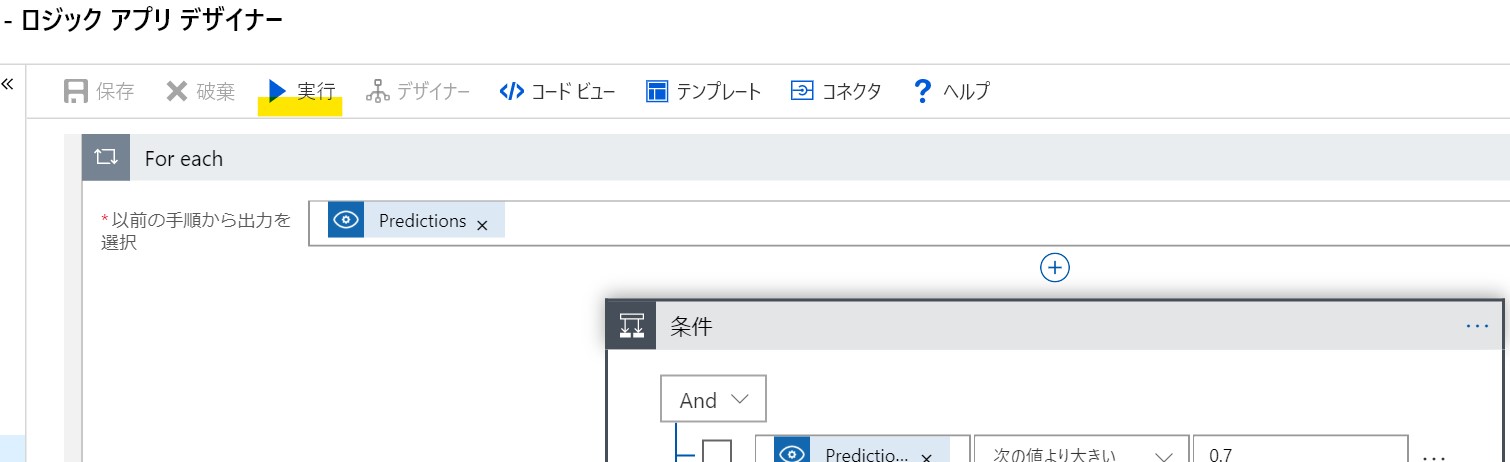 - ロジック アプリ デザイナー
« 保存 破棄 実行 デザイナー </> コード ビュー テンプレート コネクタ ? ヘルプ
For each
*以前の手順から出力を
選択
Predictions ×
条件 ...
And
Predictio... × 次の値より大きい 0.7 ...